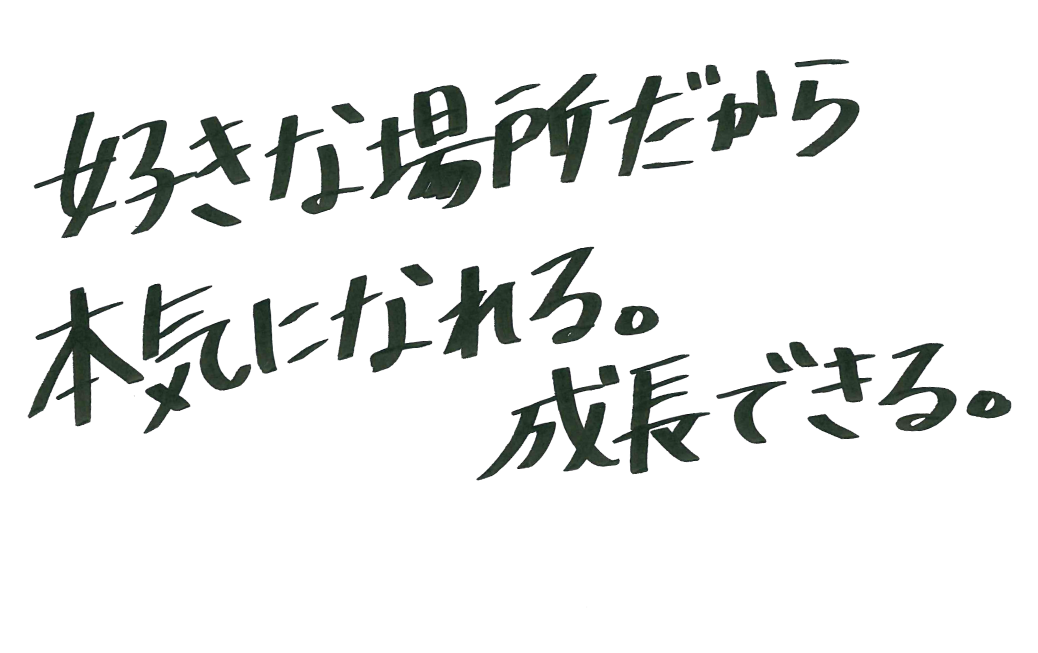 好きな場所だから
本気になれる。
成長できる。